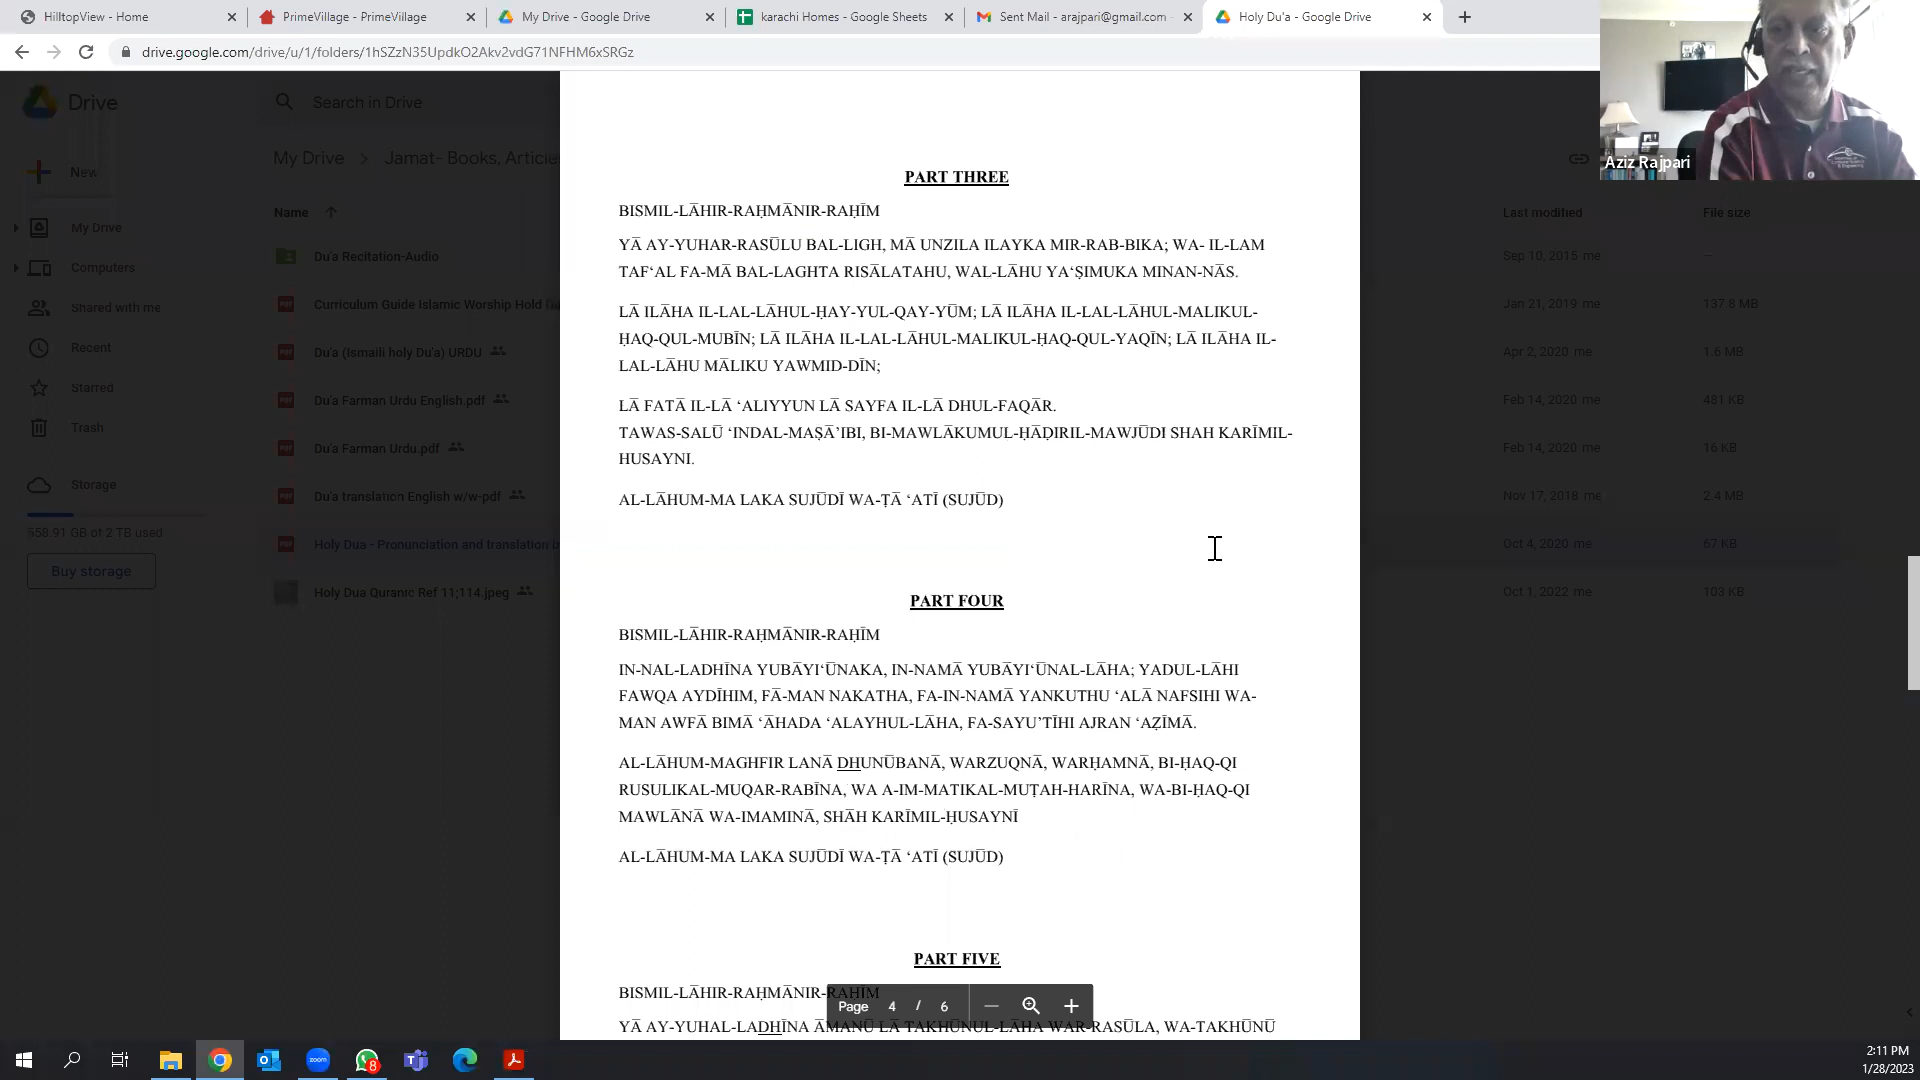 HilltopView - Home
PrimeVillage - PrimeVillage
My Drive - Google Drive
karachi Homes - Google Sheets
Sent Mail - arajpari@gmail.com -
Holy Du'a - Google Drive
drive.google.com/drive/u/1/folders/1hSZzN35UpdkO2Akv2vdG71NFHM6xSRGz
Drive
Search in Drive
New
My Drive
Computers
Shared with me
Recent
Starred
Trash
Storage
558.91 GB of 2 TB used
Buy storage
My Drive > Jamat- Books, Article
Name
Last modified
File size
Du'a Recitation-Audio
Sep 10, 2015 me
—
Curriculum Guide Islamic Worship Hold
Jan 21, 2019 me
137.8 MB
Du'a (Ismaili holy Du'a) URDU
Apr 2, 2020 me
1.6 MB
Du'a Farman Urdu English.pdf
Feb 14, 2020 me
481 KB
Du'a Farman Urdu.pdf
Feb 14, 2020 me
16 KB
Du'a translation English w/w-pdf
Nov 17, 2018 me
2.4 MB
Holy Dua - Pronunciation and translation in
Oct 4, 2020 me
67 KB
Holy Dua Quranic Ref 11;114.jpeg
Oct 1, 2022 me
103 KB
PART THREE
BISMIL-LĀHIR-RAḤMĀNIR-RAḤĪM
YĀ AY-YUHAR-RASŪLU BAL-LIGH, MĀ UNZILA ILAYKA MIR-RAB-BIKA; WA- IL-LAM
TAF‘AL FA-MĀ BAL-LAGHTA RISĀLATAHU, WAL-LĀHU YA‘ṢIMUKA MINAN-NĀS.
LĀ ILĀHA IL-LAL-LĀHUL-ḤAY-YUL-QAY-YŪM; LĀ ILĀHA IL-LAL-LĀHUL-MALIKUL-
ḤAQ-QUL-MUBĪN; LĀ ILĀHA IL-LAL-LĀHUL-MALIKUL-ḤAQ-QUL-YAQĪN; LĀ ILĀHA IL-
LAL-LĀHU MĀLIKU YAWMID-DĪN;
LĀ FATĀ IL-LĀ ‘ALIYYUN LĀ SAYFA IL-LĀ DHUL-FAQĀR.
TAWAS-SALŪ ‘INDAL-MAṢĀ’IBI, BI-MAWLĀKUMUL-ḤĀḌIRIL-MAWJŪDI SHAH KARĪMIL-
HUSAYNI.
AL-LĀHUM-MA LAKA SUJŪDĪ WA-ṬĀ ‘ATĪ (SUJŪD)
PART FOUR
BISMIL-LĀHIR-RAḤMĀNIR-RAḤĪM
IN-NAL-LADHĪNA YUBĀYI‘ŪNAKA, IN-NAMĀ YUBĀYI‘ŪNAL-LĀHA; YADUL-LĀHI
FAWQA AYDĪHIM, FĀ-MAN NAKATHA, FA-IN-NAMĀ YANKUTHU ‘ALĀ NAFSIHI WA-
MAN AWFĀ BIMĀ ‘ĀHADA ‘ALAYHUL-LĀHA, FA-SAYU’TĪHI AJRAN ‘AẒĪMĀ.
AL-LĀHUM-MAGHFIR LANĀ DHUNŪBANĀ, WARZUQNĀ, WARḤAMNĀ, BI-ḤAQ-QI
RUSULIKAL-MUQAR-RABĪNA, WA A-IM-MATIKAL-MUṬAH-HARĪNA, WA-BI-ḤAQ-QI
MAWLĀNĀ WA-IMAMINĀ, SHĀH KARĪMIL-ḤUSAYNĪ
AL-LĀHUM-MA LAKA SUJŪDĪ WA-ṬĀ ‘ATĪ (SUJŪD)
PART FIVE
BISMIL-LĀHIR-RAḤMĀNIR-RAḤĪM
YĀ AY-YUHAL-LADHĪNA ĀMANŪ LĀ TAKHŪNUL-LĀHA WAR-RASŪLA, WA-TAKHŪNŪ
Page 4 / 6
Aziz Rajpari
zoom
8
2:11 PM
1/28/2023